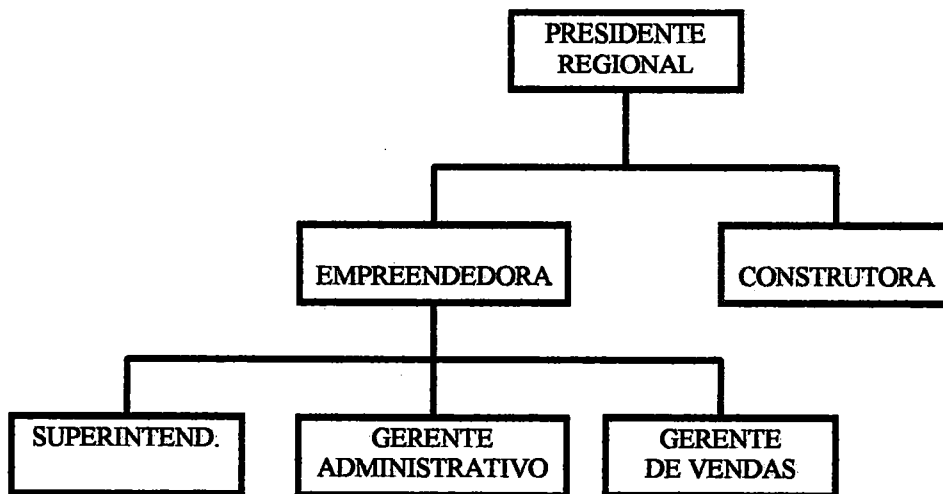 PRESIDENTE
REGIONAL
EMPREENDEDORA
CONSTRUTORA
SUPERINTEND.
GERENTE
ADMINISTRATIVO
GERENTE
DE VENDAS